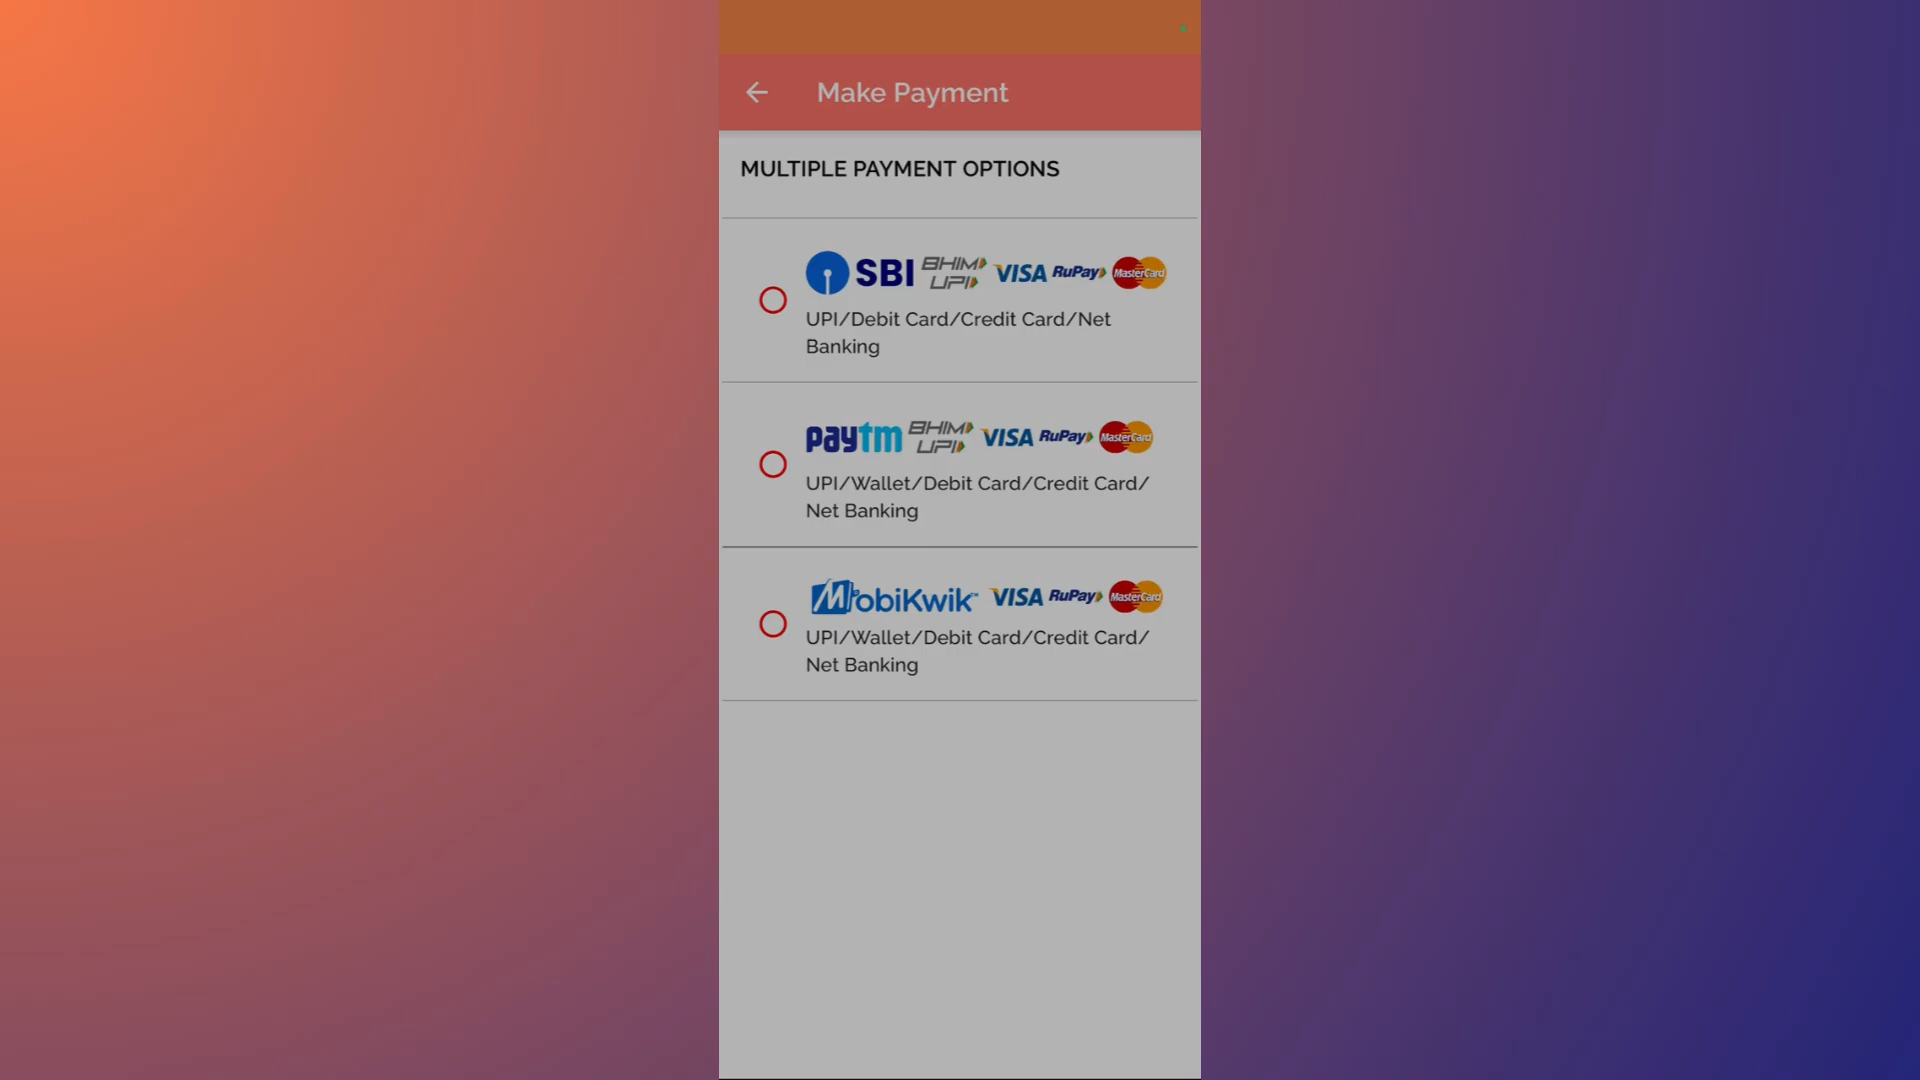 Make Payment
MULTIPLE PAYMENT OPTIONS
SBI BHIM UPI VISA RuPay MasterCard
UPI/Debit Card/Credit Card/Net
Banking
paytm BHIM UPI VISA RuPay MasterCard
UPI/Wallet/Debit Card/Credit Card/
Net Banking
MobiKwik VISA RuPay MasterCard
UPI/Wallet/Debit Card/Credit Card/
Net Banking